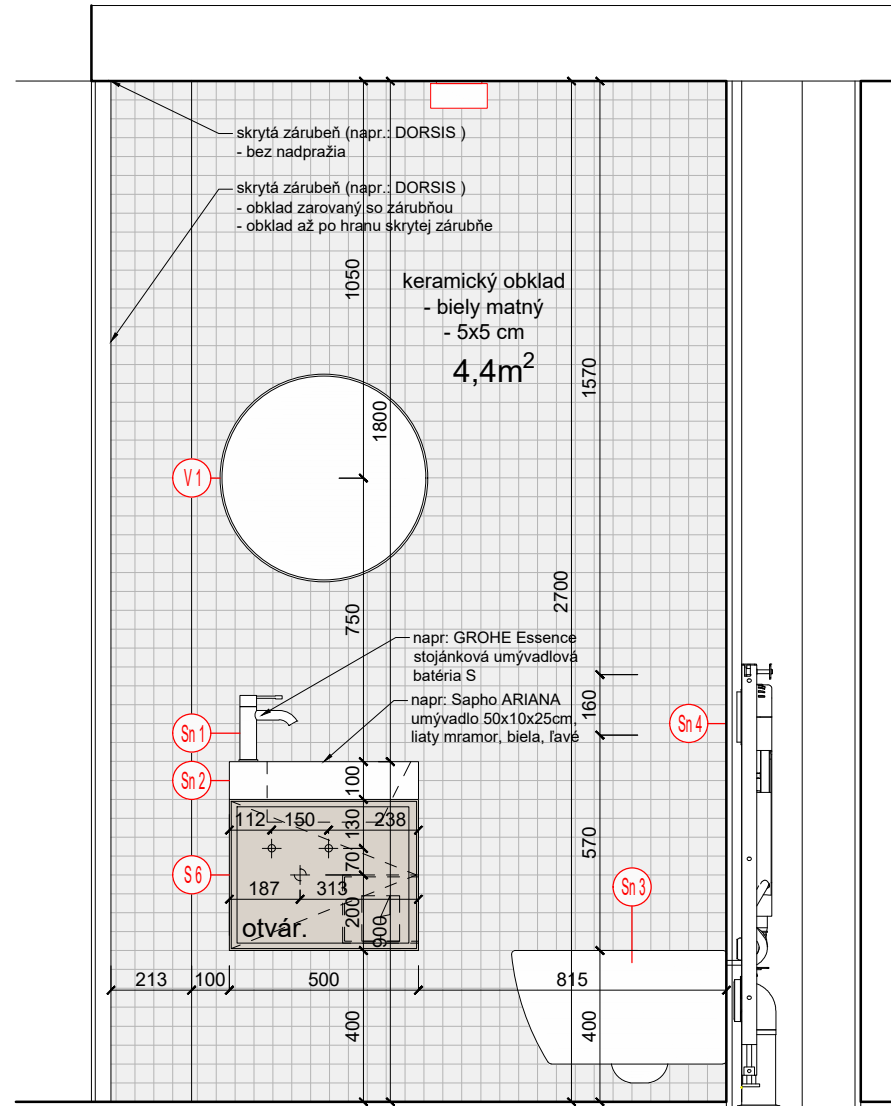 skrytá zárubeň (napr.: DORSIS )
- bez nadpražia
skrytá zárubeň (napr.: DORSIS )
- obklad zarovaný so zárubňou
- obklad až po hranu skrytej zárubňe
1050
keramický obklad
- biely matný
- 5x5 cm
4,4m²
1570
1800
V 1
2700
750
napr: GROHE Essence
stojánková umývadlová
batéria S
napr: Sapho ARIANA
umývadlo 50x10x25cm,
liaty mramor, biela, ľavé
160
Sn 4
Sn 1
Sn 2
100
112
150
130
238
570
70
S 6
187
313
Sn 3
200
900
otvár.
213
100
500
815
400
400